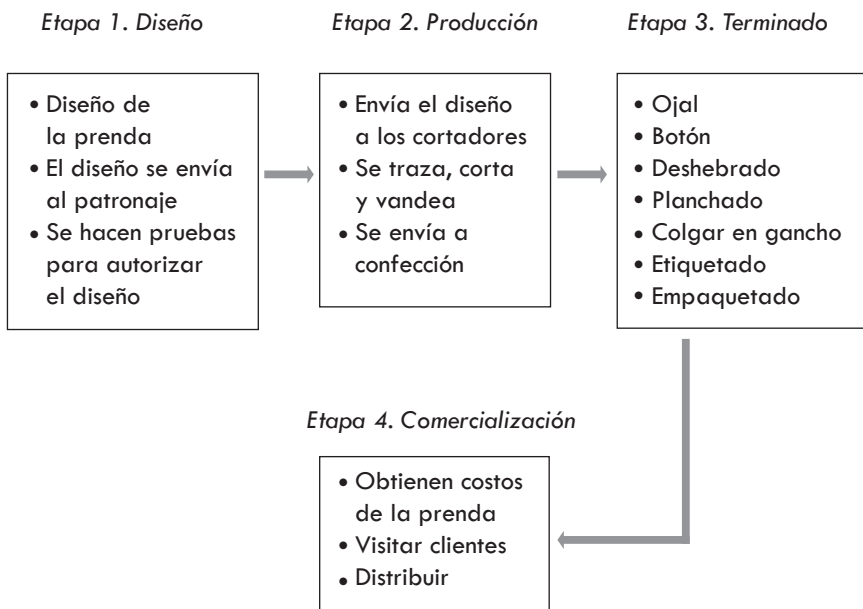 Etapa 1. Diseño
• Diseño de
la prenda
• El diseño se envía
al patronaje
• Se hacen pruebas
para autorizar
el diseño
Etapa 2. Producción
• Envía el diseño
a los cortadores
• Se traza, corta
y vandea
• Se envía a
confección
Etapa 3. Terminado
• Ojal
• Botón
• Deshebrado
• Planchado
• Colgar en gancho
• Etiquetado
• Empaquetado
Etapa 4. Comercialización
• Obtienen costos
de la prenda
• Visitar clientes
• Distribuir